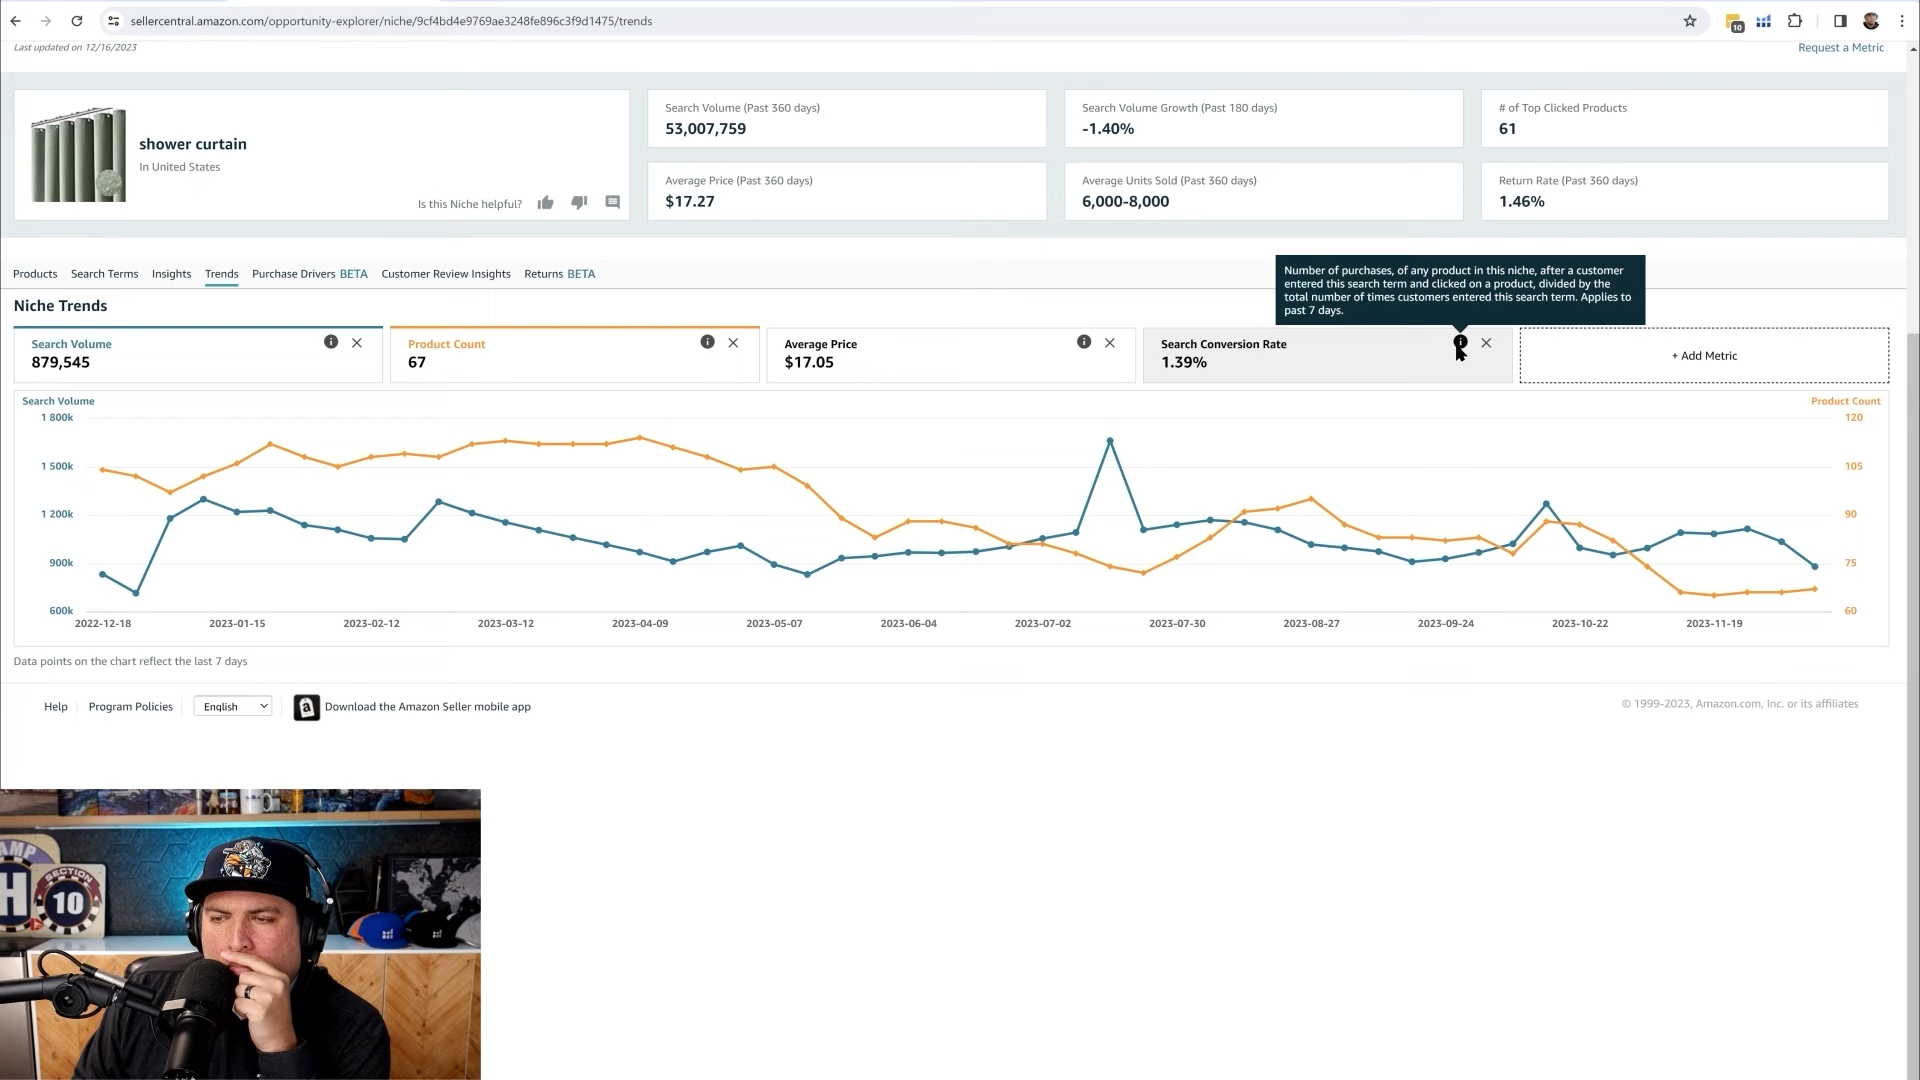 sellercentral.amazon.com/opportunity-explorer/niche/9cf4bd4e9769ae3248fe896c3f9d1475/trends
10
Last updated on 12/16/2023
Request a Metric
shower curtain
In United States
Is this Niche helpful?
Search Volume (Past 360 days)
53,007,759
Search Volume Growth (Past 180 days)
-1.40%
# of Top Clicked Products
61
Average Price (Past 360 days)
$17.27
Average Units Sold (Past 360 days)
6,000-8,000
Return Rate (Past 360 days)
1.46%
Products Search Terms Insights Trends Purchase Drivers BETA Customer Review Insights Returns BETA
Number of purchases, of any product in this niche, after a customer
entered this search term and clicked on a product, divided by the
total number of times customers entered this search term. Applies to
past 7 days.
Niche Trends
Search Volume
879,545
Product Count
67
Average Price
$17.05
Search Conversion Rate
1.39%
+ Add Metric
Search Volume Product Count
1 800k 120
1 500k 105
1 200k 90
900k 75
600k 60
2022-12-18 2023-01-15 2023-02-12 2023-03-12 2023-04-09 2023-05-07 2023-06-04 2023-07-02 2023-07-30 2023-08-27 2023-09-24 2023-10-22 2023-11-19
Data points on the chart reflect the last 7 days
Help Program Policies English Download the Amazon Seller mobile app
© 1999-2023, Amazon.com, Inc. or its affiliates
AMP
H
SECTION
10